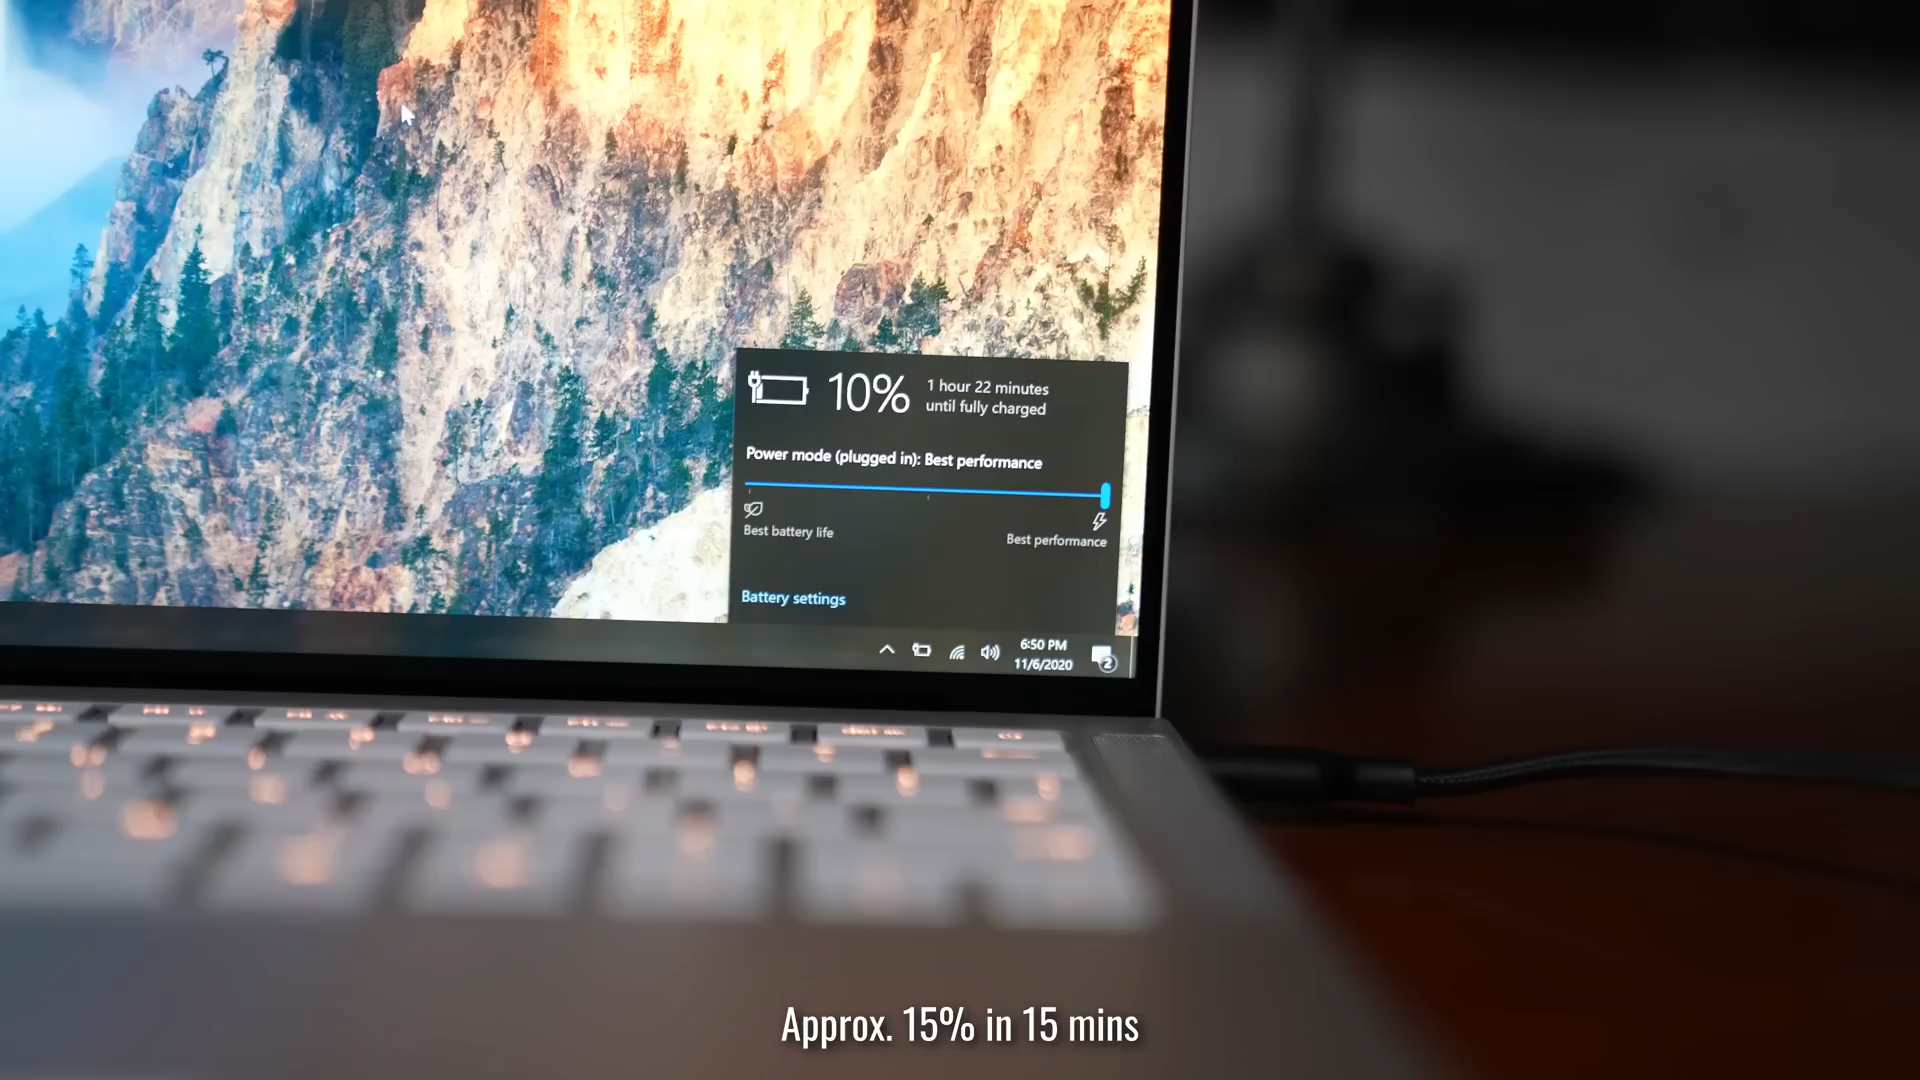 10%
1 hour 22 minutes
until fully charged
Power mode (plugged in): Best performance
Best battery life
Best performance
Battery settings
6:50 PM
11/6/2020
2
Approx. 15% in 15 mins